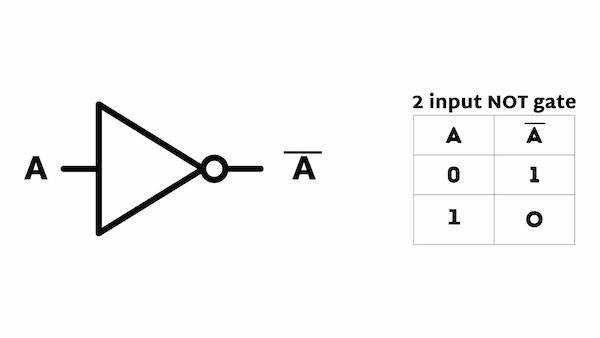 A A̅
2 input NOT gate
A A̅
0 1
1 0